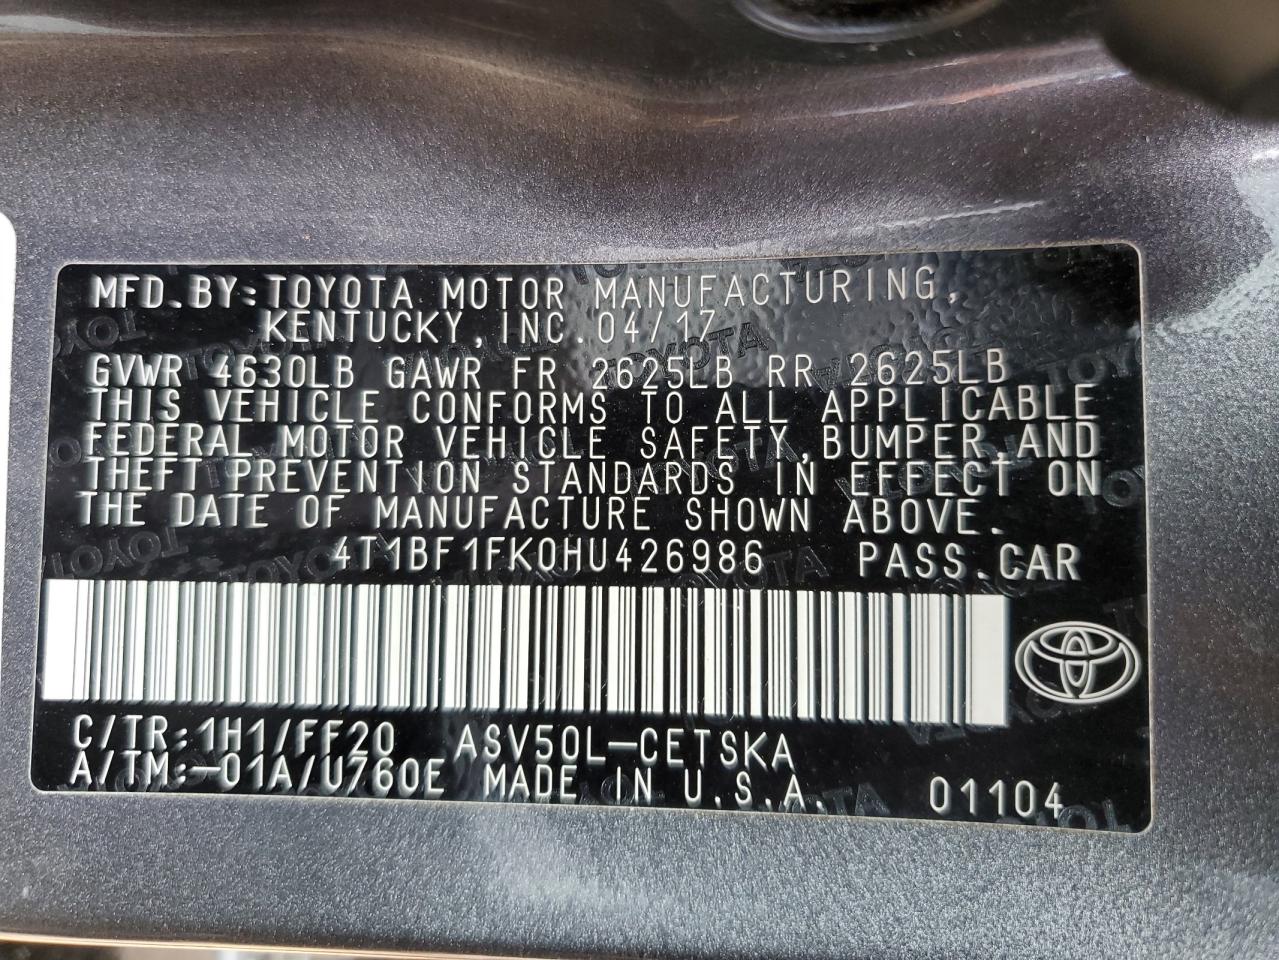 MFD.BY:TOYOTA MOTOR MANUFACTURING,
KENTUCKY,INC.04/17
GVWR 4630LB GAWR FR 2625LB RR 2625LB
THIS VEHICLE CONFORMS TO ALL APPLICABLE
FEDERAL MOTOR VEHICLE SAFETY,BUMPER,AND
THEFT PREVENTION STANDARDS IN EFFECT ON
THE DATE OF MANUFACTURE SHOWN ABOVE.
4T1BF1FK0HU426986 PASS.CAR
C/TR:1H1/FF20 ASV50L-CETSKA
A/TM:-01A/U760E MADE IN U.S.A. 01104